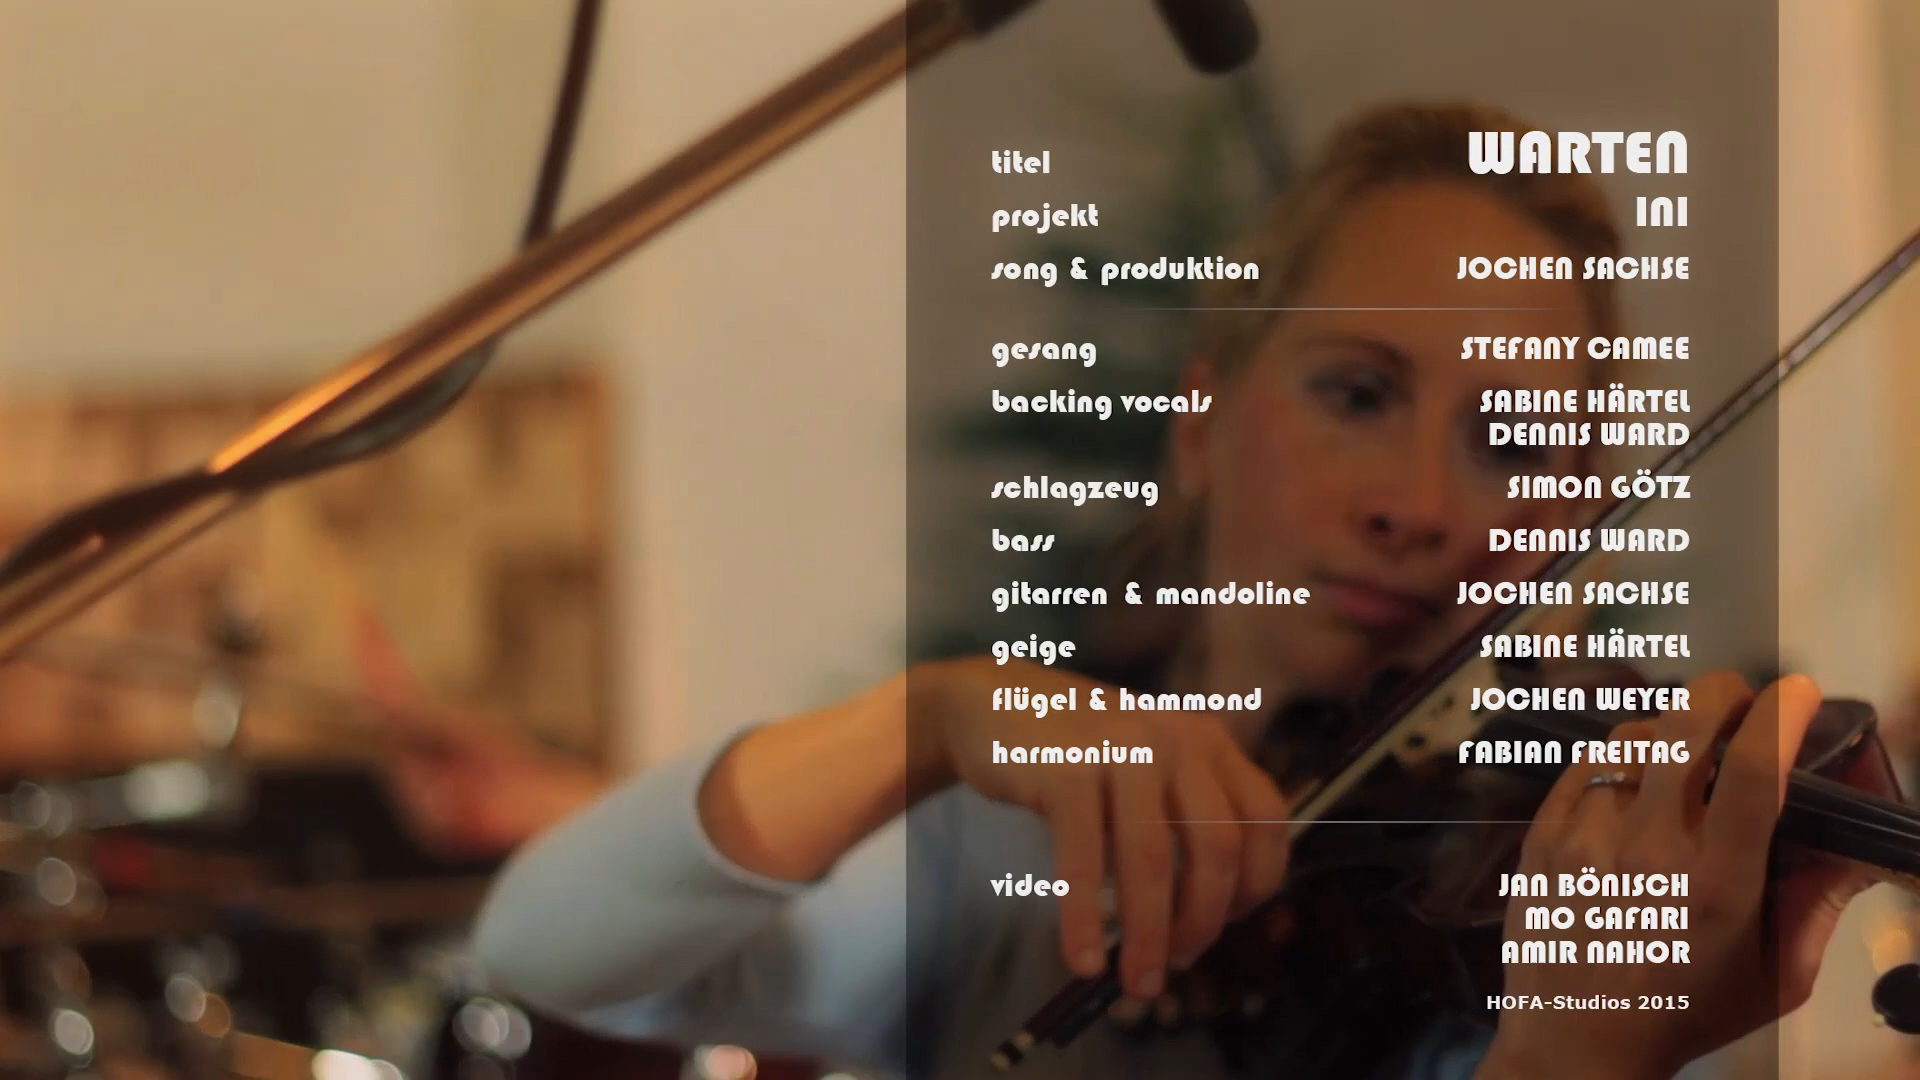 titel WARTEN
projekt INI
song & produktion JOCHEN SACHSE
gesang STEFANY CAMEE
backing vocals SABINE HÄRTEL
DENNIS WARD
schlagzeug SIMON GÖTZ
bass DENNIS WARD
gitarren & mandoline JOCHEN SACHSE
geige SABINE HÄRTEL
flügel & hammond JOCHEN WEYER
harmonium FABIAN FREITAG
video JAN BÖNISCH
MO GAFARI
AMIR NAHOR
HOFA-Studios 2015